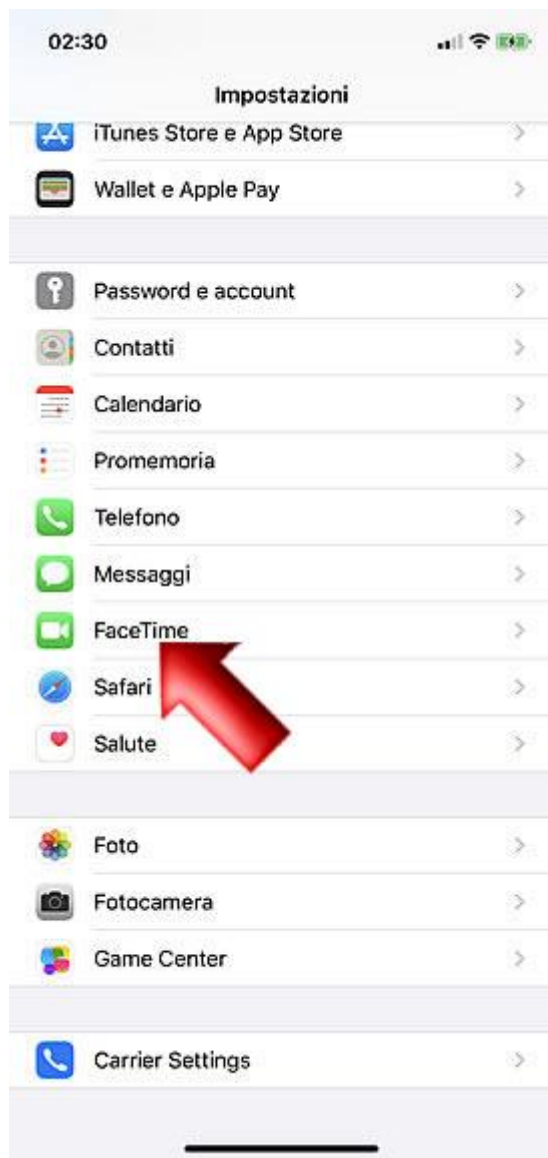 02:30
Impostazioni
iTunes Store e App Store
Wallet e Apple Pay
Password e account
Contatti
Calendario
Promemoria
Telefono
Messaggi
FaceTime
Safari
Salute
Foto
Fotocamera
Game Center
Carrier Settings